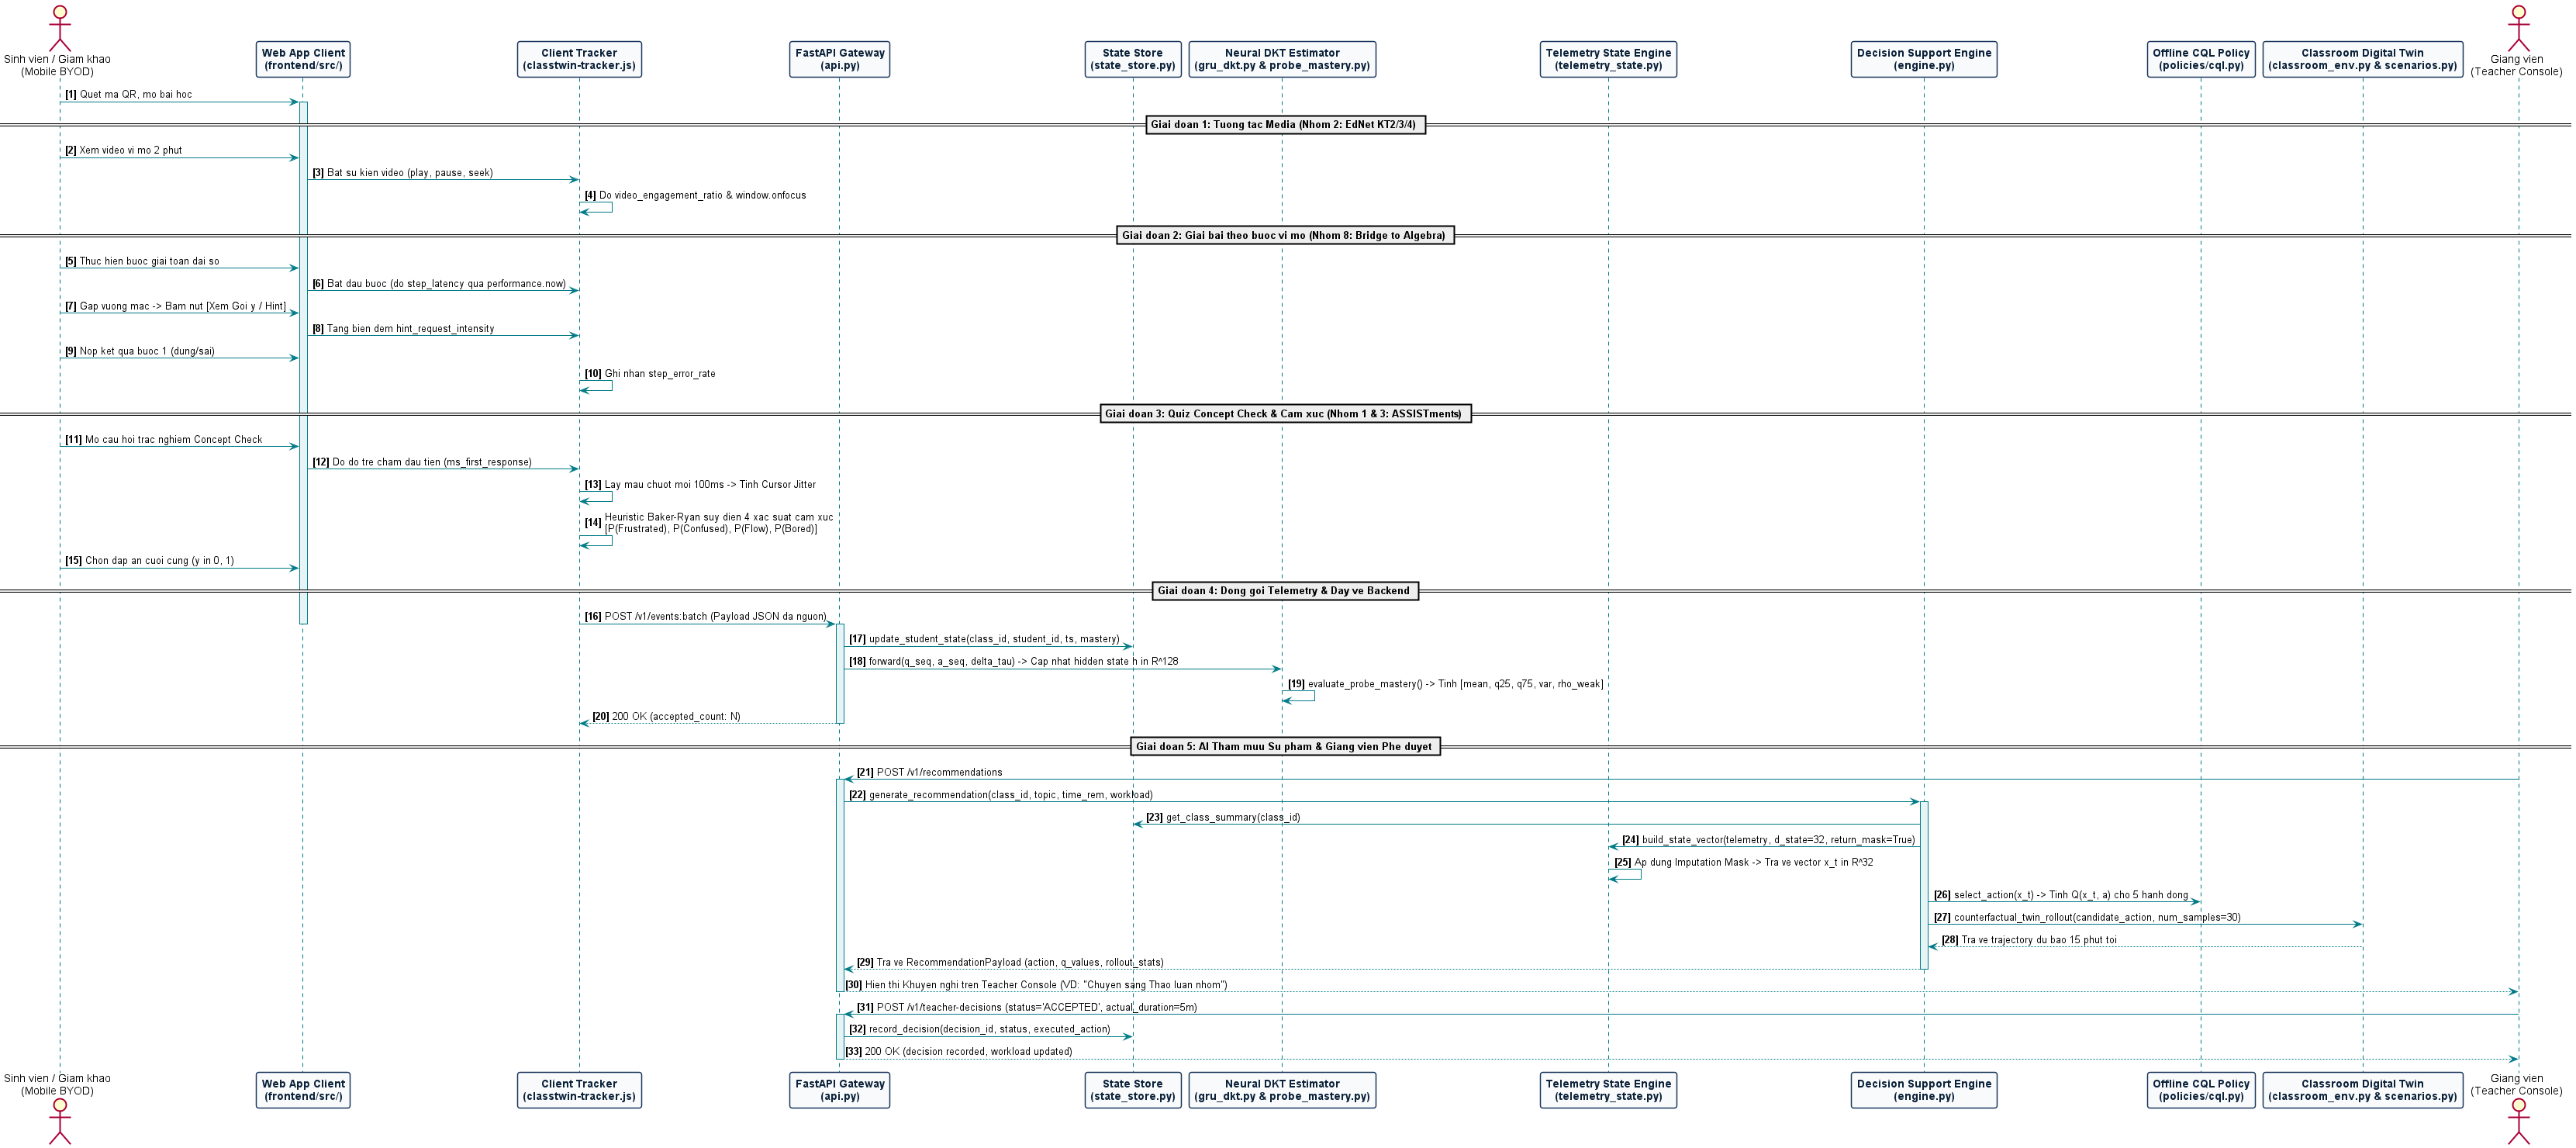 Sinh vien / Giam khao
(Mobile BYOD)
Web App Client
(frontend/src/)
Client Tracker
(classtwin-tracker.js)
FastAPI Gateway
(api.py)
State Store
(state_store.py)
Neural DKT Estimator
(gru_dkt.py & probe_mastery.py)
Telemetry State Engine
(telemetry_state.py)
Decision Support Engine
(engine.py)
Offline CQL Policy
(policies/cql.py)
Classroom Digital Twin
(classroom_env.py & scenarios.py)
Giang vien
(Teacher Console)
[1] Quet ma QR, mo bai hoc
Giai doan 1: Tuong tac Media (Nhom 2: EdNet KT2/3/4)
[2] Xem video vi mo 2 phut
[3] Bat su kien video (play, pause, seek)
[4] Do video_engagement_ratio & window.onfocus
Giai doan 2: Giai bai theo buoc vi mo (Nhom 8: Bridge to Algebra)
[5] Thuc hien buoc giai toan dai so
[6] Bat dau buoc (do step_latency qua performance.now)
[7] Gap vuong mac -> Bam nut [Xem Goi y / Hint]
[8] Tang bien dem hint_request_intensity
[9] Nop ket qua buoc 1 (dung/sai)
[10] Ghi nhan step_error_rate
Giai doan 3: Quiz Concept Check & Cam xuc (Nhom 1 & 3: ASSISTments)
[11] Mo cau hoi trac nghiem Concept Check
[12] Do do tre cham dau tien (ms_first_response)
[13] Lay mau chuot moi 100ms -> Tinh Cursor Jitter
[14] Heuristic Baker-Ryan suy dien 4 xac suat cam xuc
[P(Frustrated), P(Confused), P(Flow), P(Bored)]
[15] Chon dap an cuoi cung (y in 0, 1)
Giai doan 4: Dong goi Telemetry & Day ve Backend
[16] POST /v1/events:batch (Payload JSON da nguon)
[17] update_student_state(class_id, student_id, ts, mastery)
[18] forward(q_seq, a_seq, delta_tau) -> Cap nhat hidden state h in R^128
[19] evaluate_probe_mastery() -> Tinh [mean, q25, q75, var, rho_weak]
[20] 200 OK (accepted_count: N)
Giai doan 5: AI Tham muu Su pham & Giang vien Phe duyet
[21] POST /v1/recommendations
[22] generate_recommendation(class_id, topic, time_rem, workload)
[23] get_class_summary(class_id)
[24] build_state_vector(telemetry, d_state=32, return_mask=True)
[25] Ap dung Imputation Mask -> Tra ve vector x_t in R^32
[26] select_action(x_t) -> Tinh Q(x_t, a) cho 5 hanh dong
[27] counterfactual_twin_rollout(candidate_action, num_samples=30)
[28] Tra ve trajectory du bao 15 phut toi
[29] Tra ve RecommendationPayload (action, q_values, rollout_stats)
[30] Hien thi Khuyen nghi tren Teacher Console (VD: "Chuyen sang Thao luan nhom")
[31] POST /v1/teacher-decisions (status='ACCEPTED', actual_duration=5m)
[32] record_decision(decision_id, status, executed_action)
[33] 200 OK (decision recorded, workload updated)
Sinh vien / Giam khao
(Mobile BYOD)
Web App Client
(frontend/src/)
Client Tracker
(classtwin-tracker.js)
FastAPI Gateway
(api.py)
State Store
(state_store.py)
Neural DKT Estimator
(gru_dkt.py & probe_mastery.py)
Telemetry State Engine
(telemetry_state.py)
Decision Support Engine
(engine.py)
Offline CQL Policy
(policies/cql.py)
Classroom Digital Twin
(classroom_env.py & scenarios.py)
Giang vien
(Teacher Console)